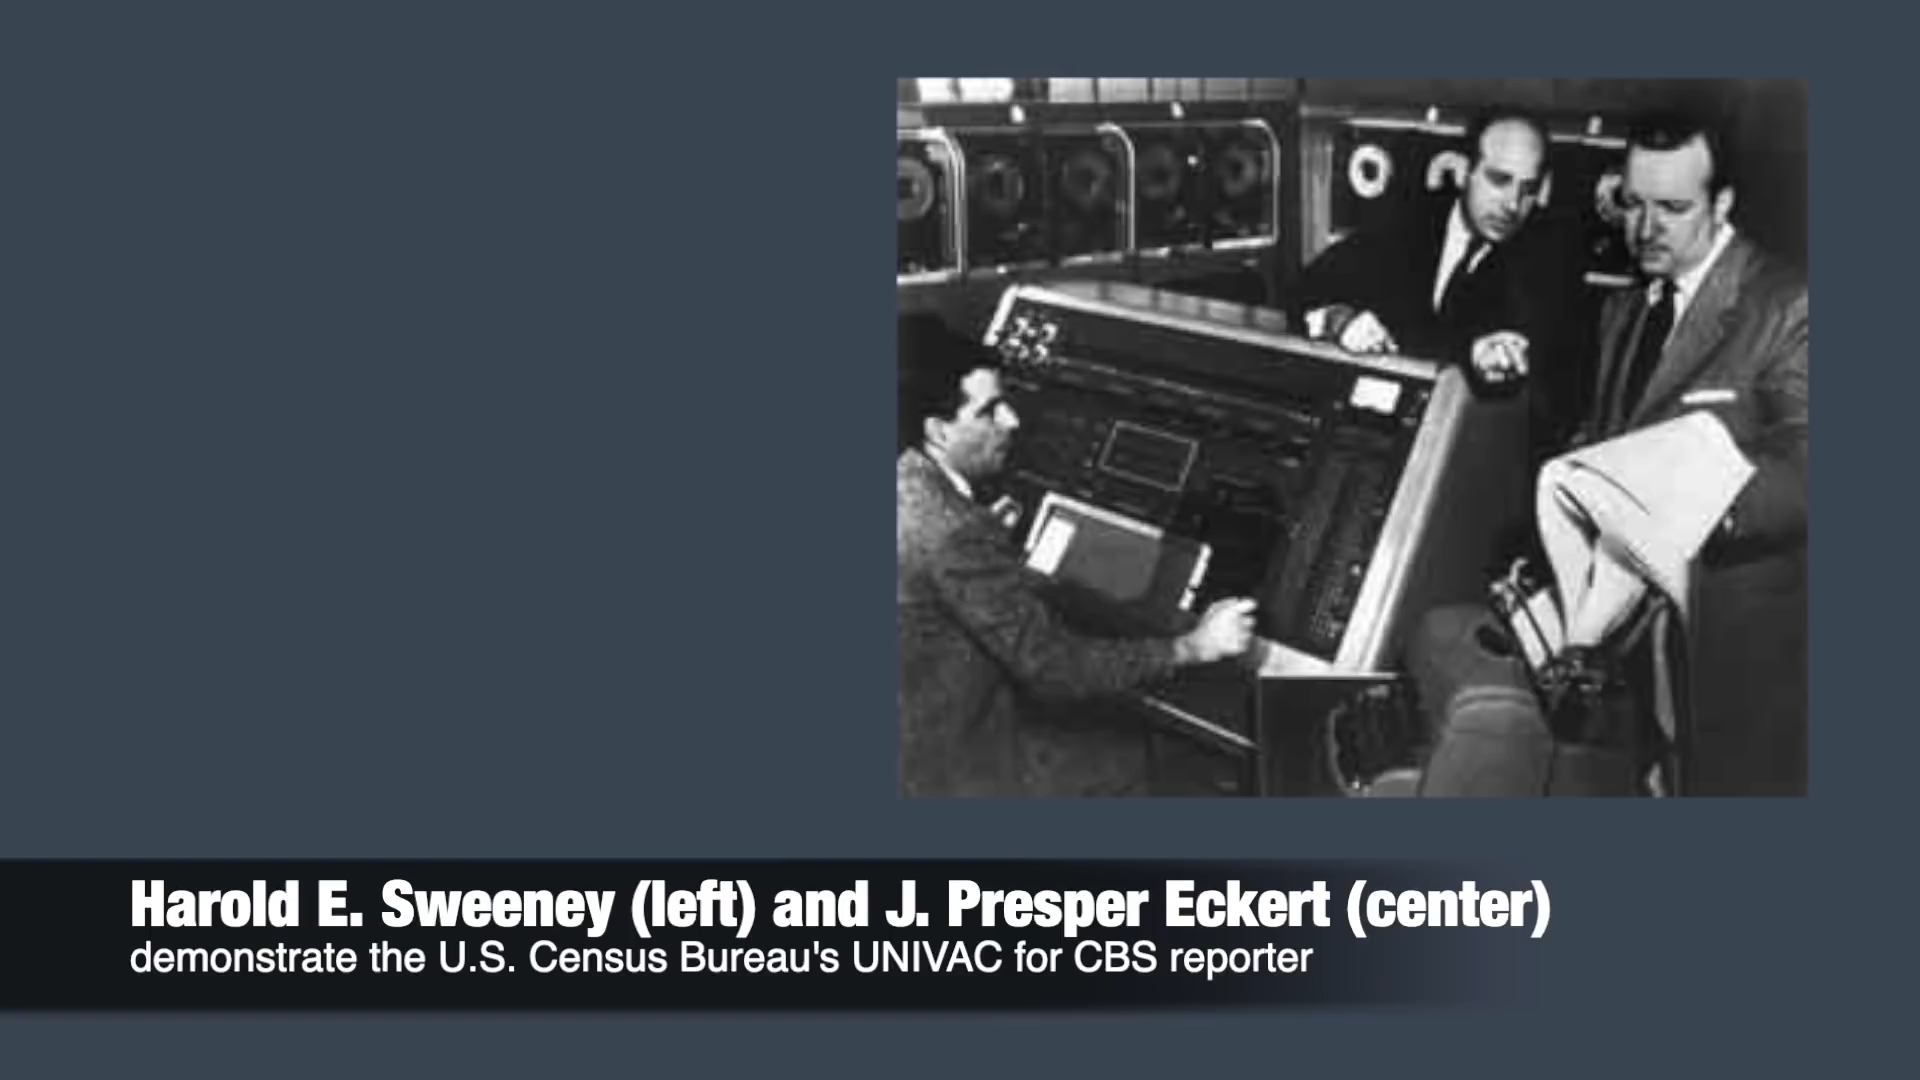 Harold E. Sweeney (left) and J. Presper Eckert (center)
demonstrate the U.S. Census Bureau's UNIVAC for CBS reporter